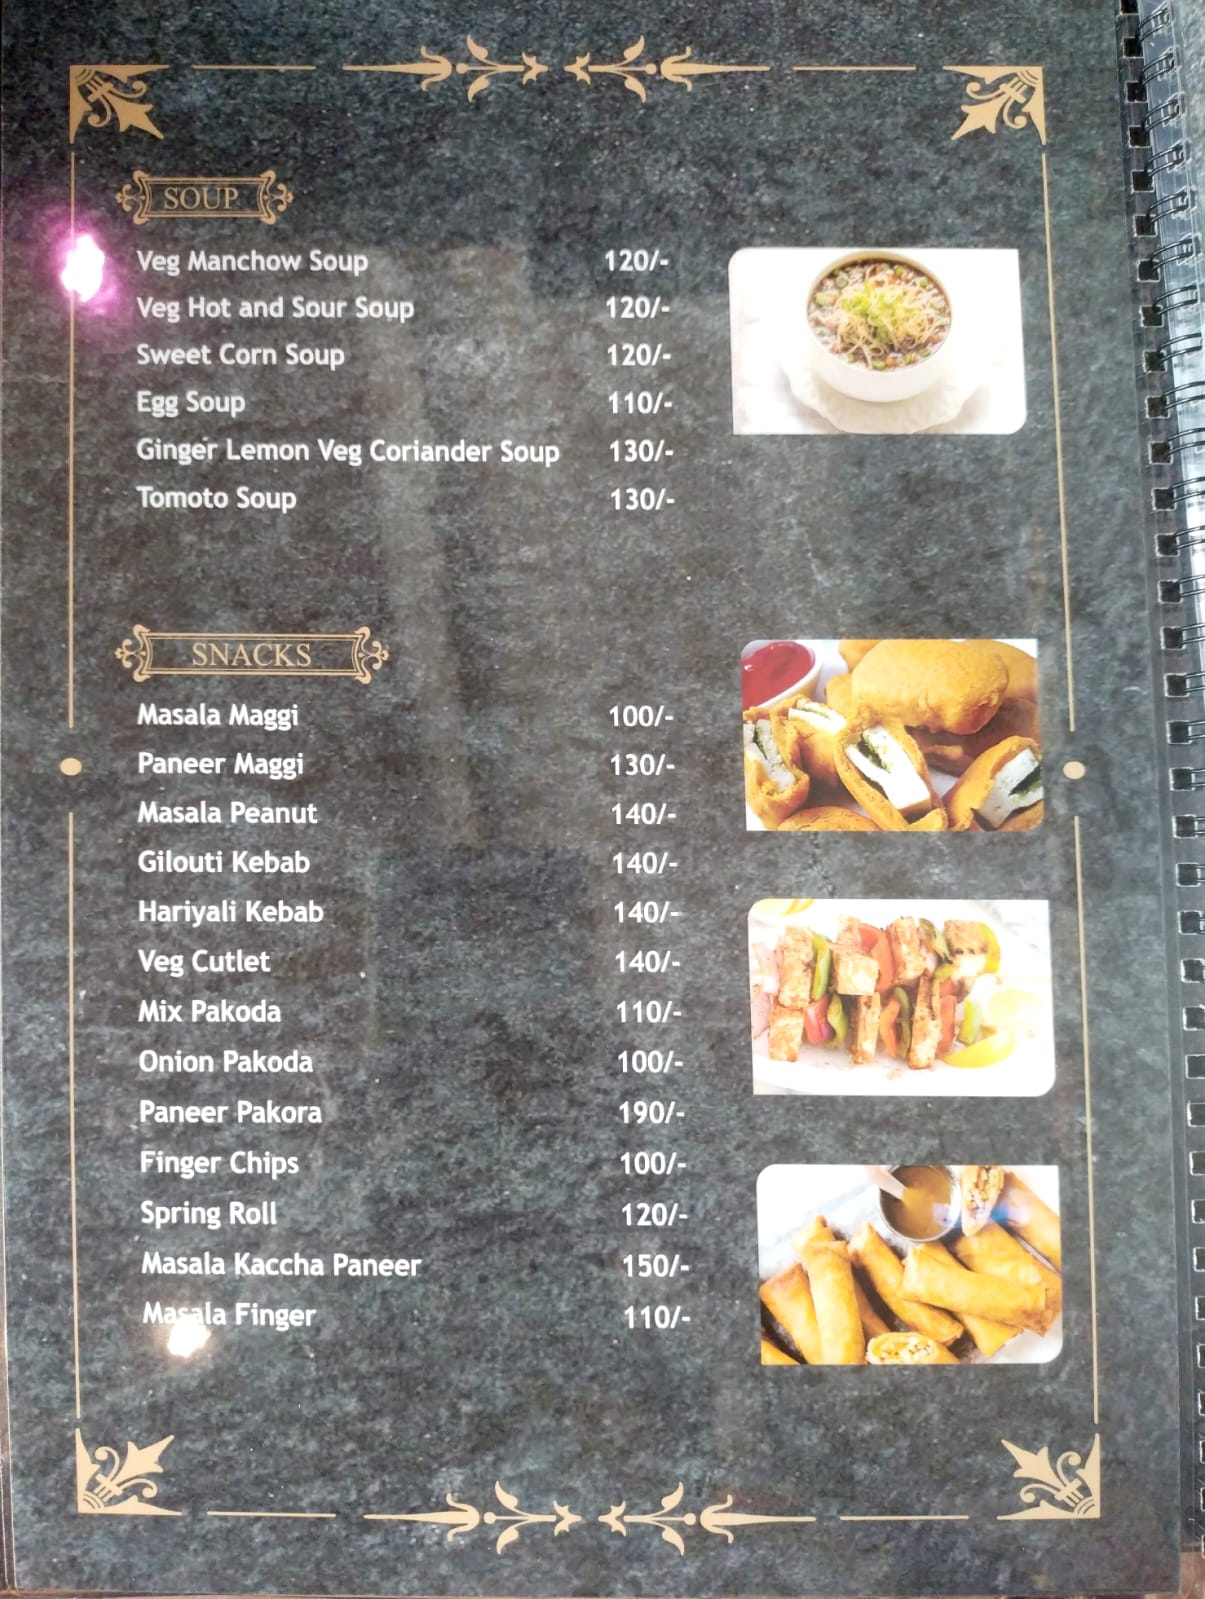 SOUP
Veg Manchow Soup 120/-
Veg Hot and Sour Soup 120/-
Sweet Corn Soup 120/-
Egg Soup 110/-
Ginger Lemon Veg Coriander Soup 130/-
Tomoto Soup 130/-
SNACKS
Masala Maggi 100/-
Paneer Maggi 130/-
Masala Peanut 140/-
Gilouti Kebab 140/-
Hariyali Kebab 140/-
Veg Cutlet 140/-
Mix Pakoda 110/-
Onion Pakoda 100/-
Paneer Pakora 190/-
Finger Chips 100/-
Spring Roll 120/-
Masala Kaccha Paneer 150/-
Masala Finger 110/-